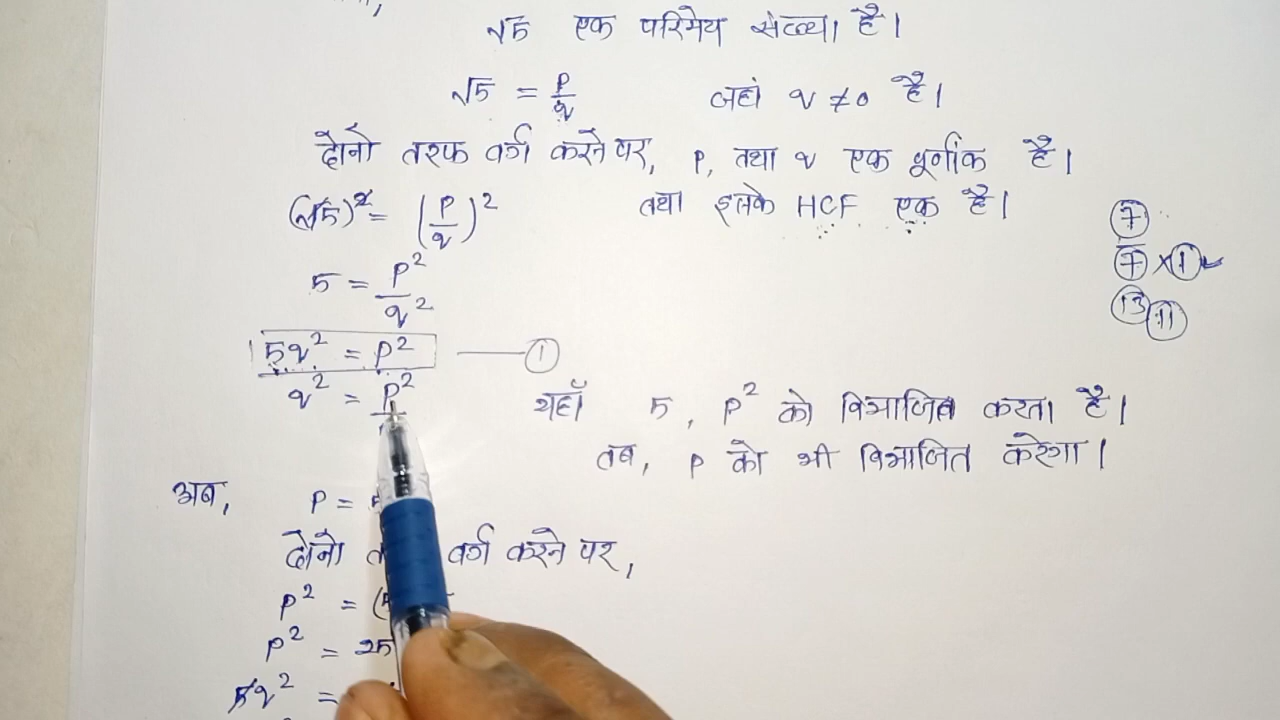 √5 एक परिमेय संख्या है।
√5 = p/q जहां q ≠ 0 है।
दोनो तरफ वर्ग करने पर, p, तथा q एक पूर्णांक है।
(√5)² = (p/q)² तथा इसके HCF एक है।
7
7 × 1
5 = p²/q²
13 11
5q² = p² — 1
q² = p²
यहाँ 5, p² को विभाजित करता है।
तब, p को भी विभाजित करेगा।
अब, p =
दोनो वर्ग करने पर,
p² = (
p² = 25
5q² =